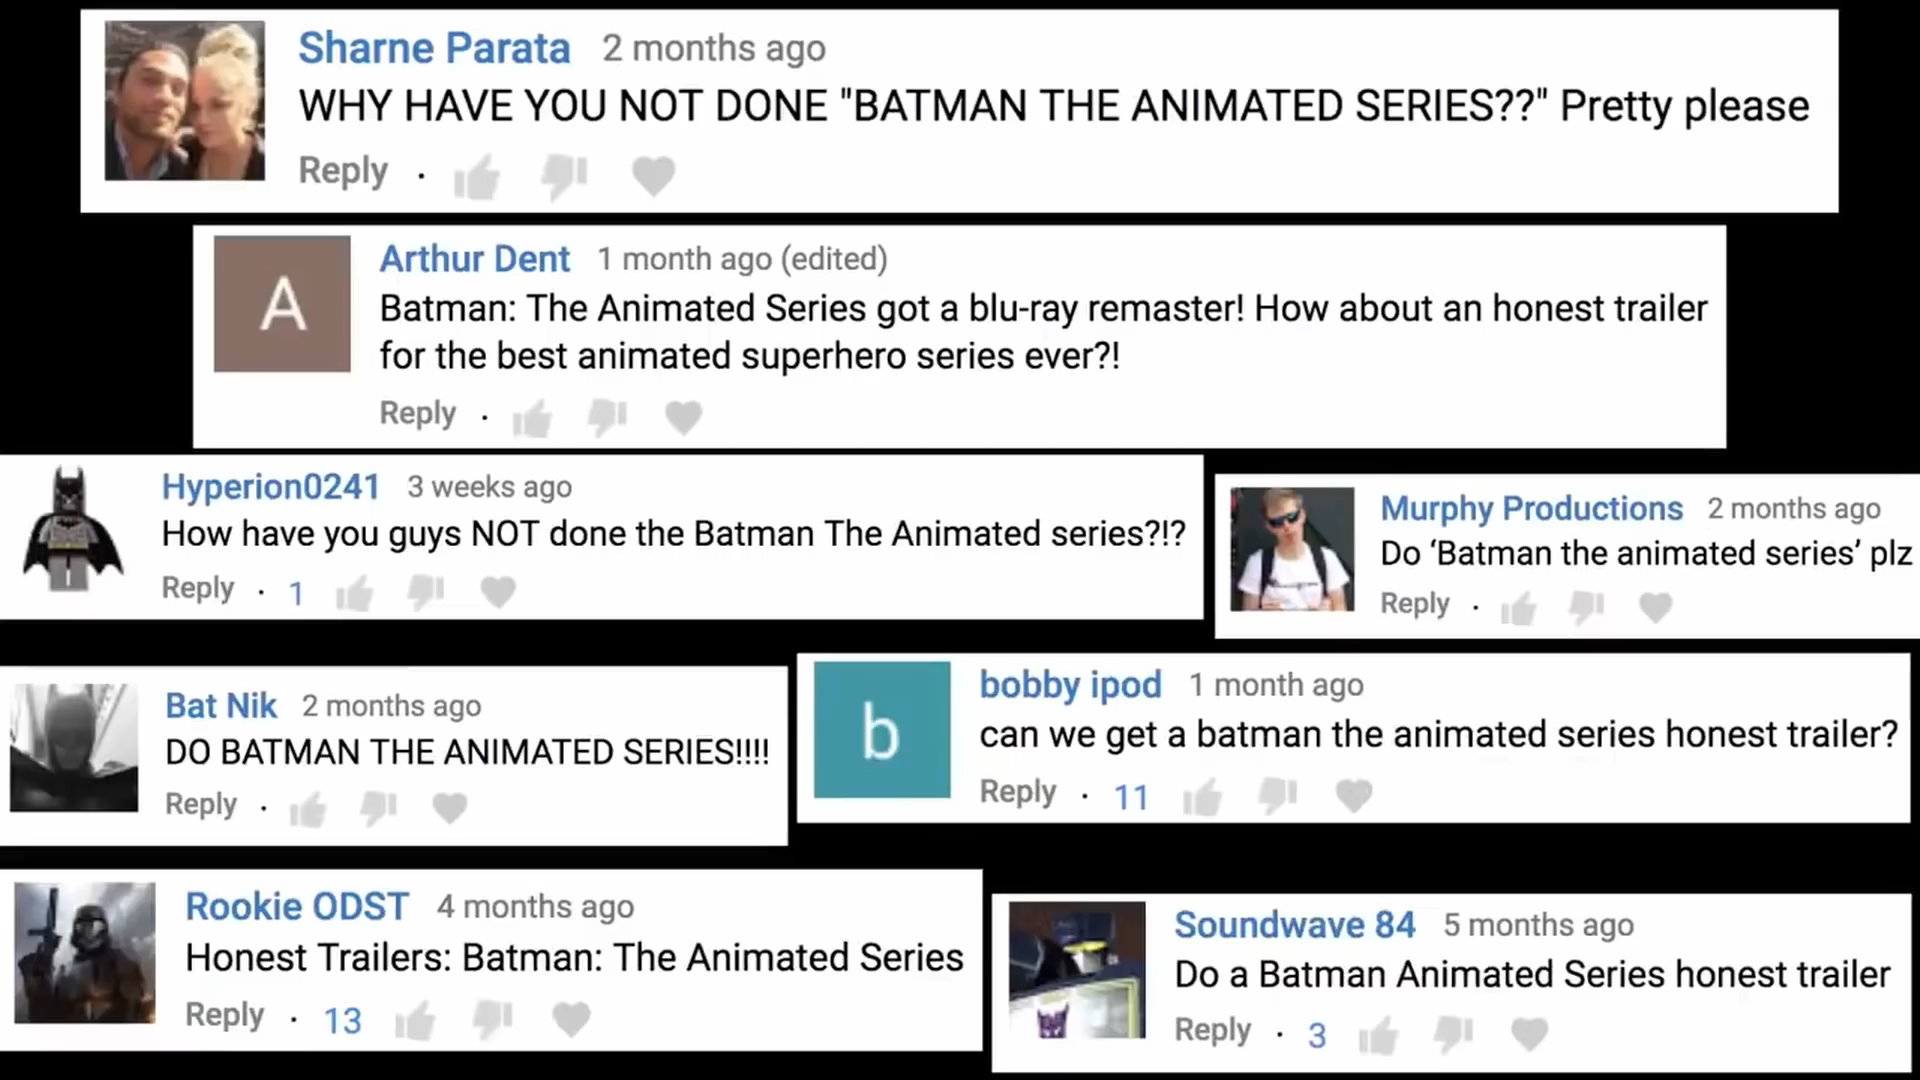 Sharne Parata 2 months ago
WHY HAVE YOU NOT DONE "BATMAN THE ANIMATED SERIES??" Pretty please
Reply ·
A
Arthur Dent 1 month ago (edited)
Batman: The Animated Series got a blu-ray remaster! How about an honest trailer
for the best animated superhero series ever?!
Reply ·
Hyperion0241 3 weeks ago
How have you guys NOT done the Batman The Animated series?!?
Reply · 1
Murphy Productions 2 months ago
Do ‘Batman the animated series’ plz
Reply ·
Bat Nik 2 months ago
DO BATMAN THE ANIMATED SERIES!!!!
Reply ·
b
bobby ipod 1 month ago
can we get a batman the animated series honest trailer?
Reply · 11
Rookie ODST 4 months ago
Honest Trailers: Batman: The Animated Series
Reply · 13
Soundwave 84 5 months ago
Do a Batman Animated Series honest trailer
Reply · 3